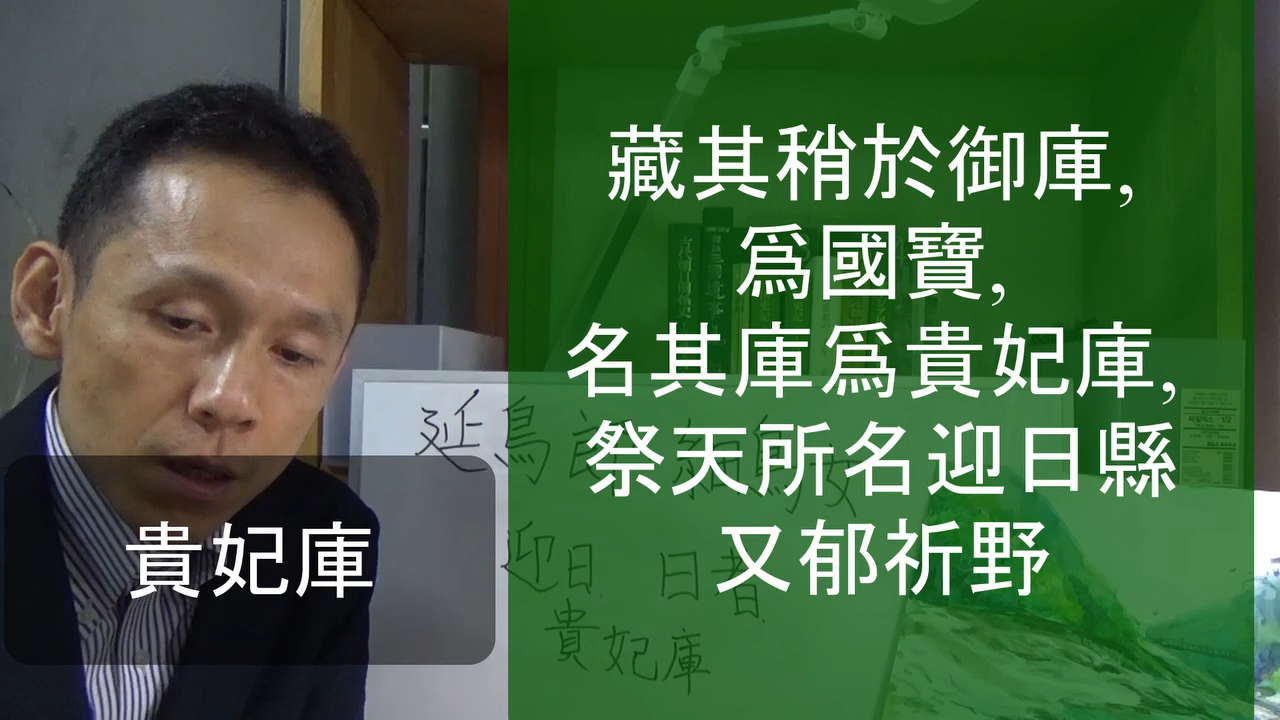 藏其稍於御庫,
爲國寶,
名其庫爲貴妃庫,
祭天所名迎日縣
又郁祈野
貴妃庫
迎日. 日者.
貴妃庫